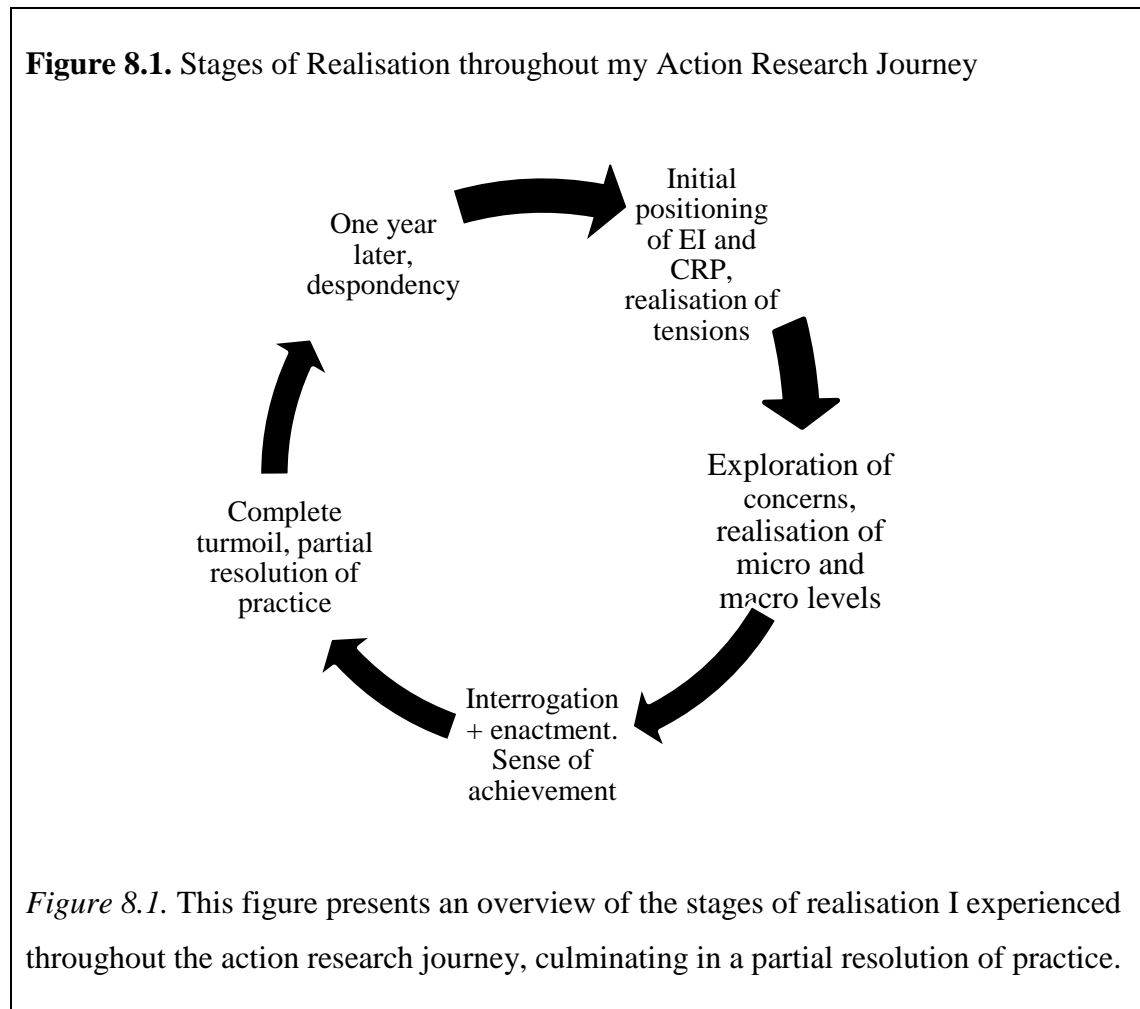 Figure 8.1. Stages of Realisation throughout my Action Research Journey
Initial
positioning
of EI and
CRP,
realisation of
tensions
Exploration of
concerns,
realisation of
micro and
macro levels
Interrogation
+ enactment.
Sense of
achievement
Complete
turmoil, partial
resolution of
practice
One year
later,
despondency
Figure 8.1. This figure presents an overview of the stages of realisation I experienced
throughout the action research journey, culminating in a partial resolution of practice.